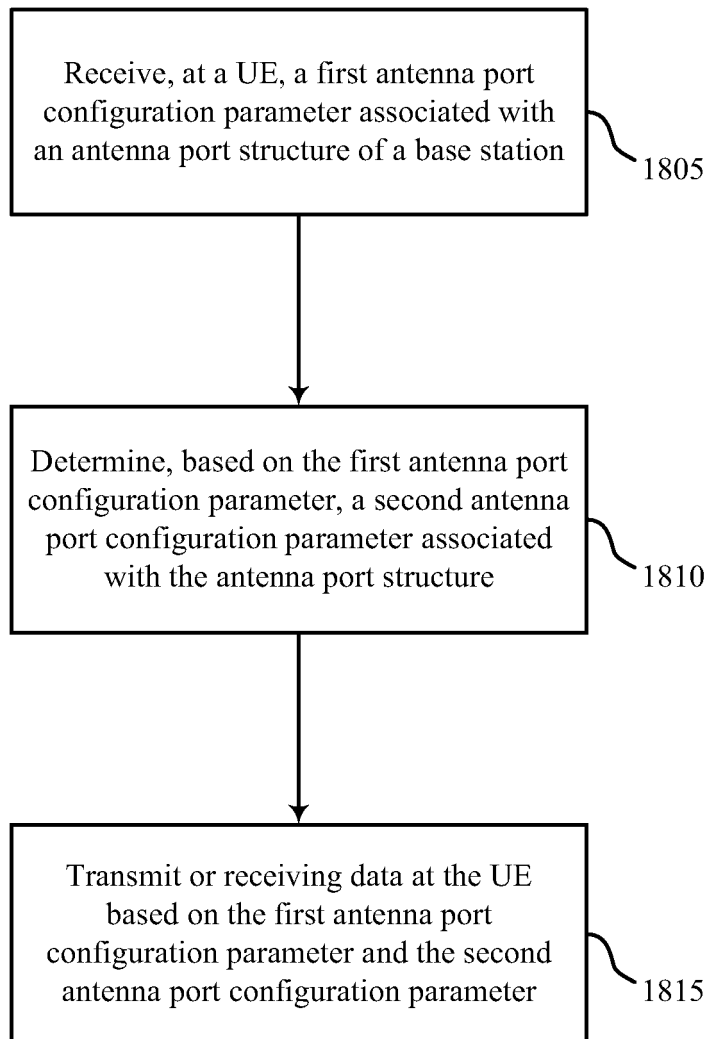 Receive, at a UE, a first antenna port
configuration parameter associated with
an antenna port structure of a base station
1805
Determine, based on the first antenna port
configuration parameter, a second antenna
port configuration parameter associated
with the antenna port structure
1810
Transmit or receiving data at the UE
based on the first antenna port
configuration parameter and the second
antenna port configuration parameter
1815